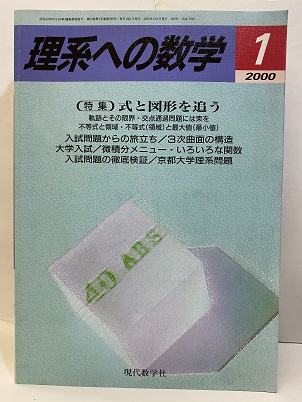 理系への数学
1
2000
〔特集〕式と図形を追う
軌跡とその限界・交点通過問題には束を
不等式と領域・不等式(領域)と最大値(最小値)
入試問題からの旅立ち/3次曲面の構造
大学入試/微積分メニュー・いろいろな関数
入試問題の徹底検証/京都大学理系問題
AD ABS
現代数学社